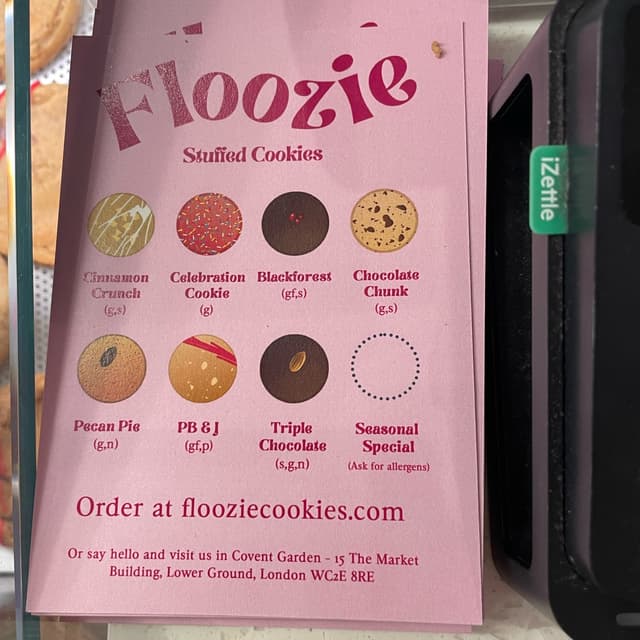 Floozie
Stuffed Cookies
Cinnamon
Crunch
(g,s)
Celebration
Cookie
(g)
Blackforest
(gf,s)
Chocolate
Chunk
(g,s)
Pecan Pie
(g,n)
PB & J
(gf,p)
Triple
Chocolate
(s,g,n)
Seasonal
Special
(Ask for allergens)
Order at flooziecookies.com
Or say hello and visit us in Covent Garden - 15 The Market
Building, Lower Ground, London WC2E 8RE
iZettle